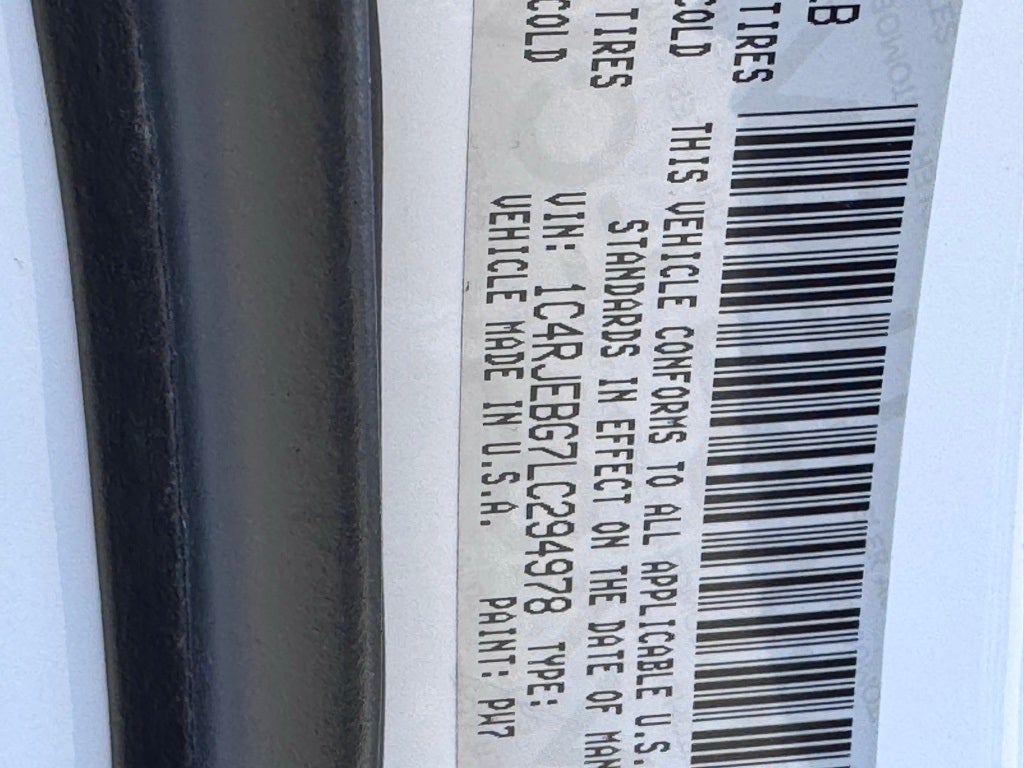 LB
TIRES
COLD THIS VEHICLE CONFORMS TO ALL APPLICABLE U.S.
TIRES STANDARDS IN EFFECT ON THE DATE OF MAN
COLD VIN: 1C4RJEBG7LC294978 TYPE:
VEHICLE MADE IN U.S.A. PAINT: PW7